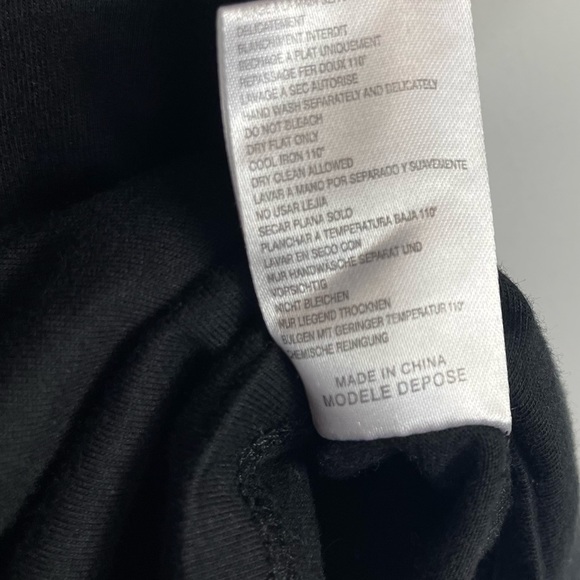 DELICATEMENT
BLANCHIMENT INTERDIT
SECHAGE A PLAT UNIQUEMENT
REPASSAGE FER DOUX 110°
LAVAGE A SEC AUTORISE
HAND WASH SEPARATELY AND DELICATELY
DO NOT BLEACH
DRY FLAT ONLY
COOL IRON 110°
DRY CLEAN ALLOWED
LAVAR A MANO POR SEPARADO Y SUAVEMENTE
NO USAR LEJIA
SECAR PLANA SOLO
PLANCHAR A TEMPERATURA BAJA 110°
LAVAR EN SEDO CON
NUR HANDWASCHE SEPARAT UND
VORSICHTIG
NICHT BLEICHEN
NUR LIEGEND TROCKNEN
BÜLGEN MIT GERINGER TEMPERATUR 110°
CHEMISCHE REINIGUNG
MADE IN CHINA
MODELE DEPOSE